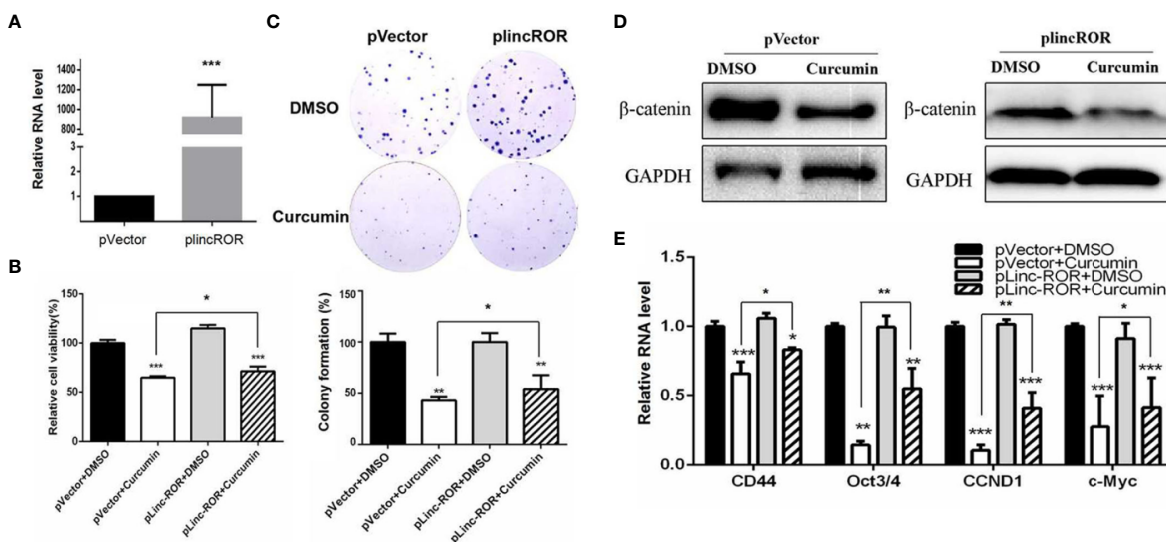 A
Relative RNA level
1400
1200
1000
800
3
2
1
***
pVector
plincROR
B
Relative cell viability(%)
150
100
50
0
*
***
***
pVector+DMSO
pVector+Curcumin
pLinc-ROR+DMSO
pLinc-ROR+Curcumin
C
pVector plincROR
DMSO
Curcumin
Colony formation (%)
150
100
50
0
*
**
**
pVector+DMSO
pVector+Curcumin
pLinc-ROR+DMSO
pLinc-ROR+Curcumin
D
pVector
DMSO Curcumin
β-catenin
GAPDH
plincROR
DMSO Curcumin
β-catenin
GAPDH
E
pVector+DMSO
pVector+Curcumin
pLinc-ROR+DMSO
pLinc-ROR+Curcumin
Relative RNA level
1.5
1.0
0.5
0.0
*
***
*
**
**
**
**
***
***
*
***
***
CD44 Oct3/4 CCND1 c-Myc